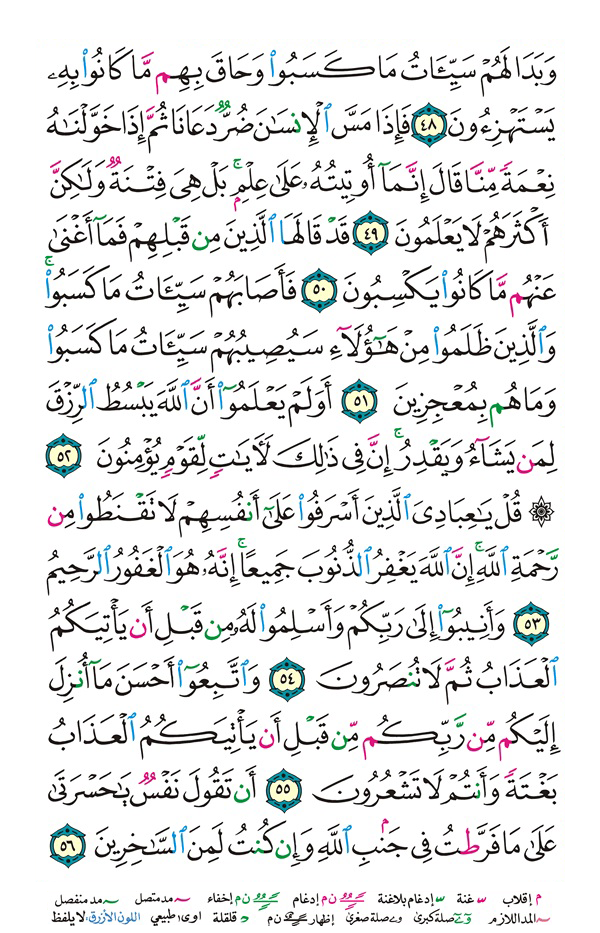 وَبَدَا لَهُمْ سَيِّـَٔاتُ مَا كَسَبُوا۟ وَحَاقَ بِهِم مَّا كَانُوا۟ بِهِۦ
يَسْتَهْزِءُونَ ٤٨ فَإِذَا مَسَّ ٱلْإِنسَٰنَ ضُرٌّ دَعَانَا ثُمَّ إِذَا خَوَّلْنَٰهُ
نِعْمَةً مِّنَّا قَالَ إِنَّمَآ أُوتِيتُهُۥ عَلَىٰ عِلْمٍۭ ۚ بَلْ هِىَ فِتْنَةٌ وَلَٰكِنَّ
أَكْثَرَهُمْ لَا يَعْلَمُونَ ٤٩ قَدْ قَالَهَا ٱلَّذِينَ مِن قَبْلِهِمْ فَمَآ أَغْنَىٰ
عَنْهُم مَّا كَانُوا۟ يَكْسِبُونَ ٥٠ فَأَصَابَهُمْ سَيِّـَٔاتُ مَا كَسَبُوا۟ ۚ
وَٱلَّذِينَ ظَلَمُوا۟ مِنْ هَٰٓؤُلَآءِ سَيُصِيبُهُمْ سَيِّـَٔاتُ مَا كَسَبُوا۟
وَمَا هُم بِمُعْجِزِينَ ٥١ أَوَلَمْ يَعْلَمُوٓا۟ أَنَّ ٱللَّهَ يَبْسُطُ ٱلرِّزْقَ
لِمَن يَشَآءُ وَيَقْدِرُ ۚ إِنَّ فِى ذَٰلِكَ لَءَايَٰتٍ لِّقَوْمٍ يُؤْمِنُونَ ٥٢
۞ قُلْ يَٰعِبَادِىَ ٱلَّذِينَ أَسْرَفُوا۟ عَلَىٰٓ أَنفُسِهِمْ لَا تَقْنَطُوا۟ مِن
رَّحْمَةِ ٱللَّهِ ۚ إِنَّ ٱللَّهَ يَغْفِرُ ٱلذُّنُوبَ جَمِيعًا ۚ إِنَّهُۥ هُوَ ٱلْغَفُورُ ٱلرَّحِيمُ
٥٣ وَأَنِيبُوٓا۟ إِلَىٰ رَبِّكُمْ وَأَسْلِمُوا۟ لَهُۥ مِن قَبْلِ أَن يَأْتِيَكُمُ
ٱلْعَذَابُ ثُمَّ لَا تُنصَرُونَ ٥٤ وَٱتَّبِعُوٓا۟ أَحْسَنَ مَآ أُنزِلَ
إِلَيْكُم مِّن رَّبِّكُم مِّن قَبْلِ أَن يَأْتِيَكُمُ ٱلْعَذَابُ
بَغْتَةً وَأَنتُمْ لَا تَشْعُرُونَ ٥٥ أَن تَقُولَ نَفْسٌ يَٰحَسْرَتَىٰ
عَلَىٰ مَا فَرَّطتُ فِى جَنۢبِ ٱللَّهِ وَإِن كُنتُ لَمِنَ ٱلسَّٰخِرِينَ ٥٦
م إقلاب غنة إدغام بلاغنة ن م إدغام ن م إخفاء مد متصل مد منفصل
المد اللازم صلة كبرى صلة صغرى إظهار ن م قلقلة اوى؛ طبيعي اللون الأزرق، لا يلفظ